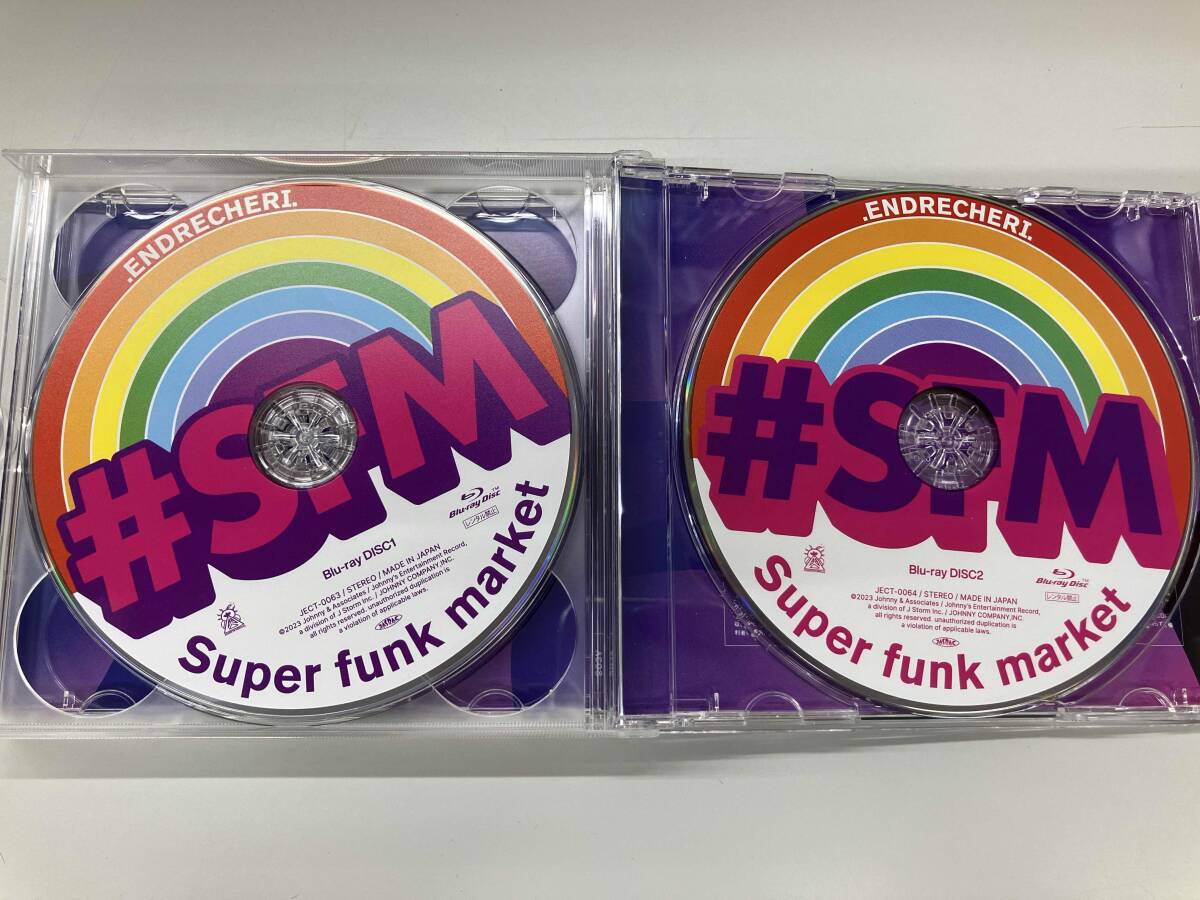 .ENDRECHERI.
#SFM
Blu-ray Disc™
レンタル禁止
Blu-ray DISC1
JECT-0063 / STEREO / MADE IN JAPAN
©2023 Johnny & Associates / Johnny's Entertainment Record,
a division of J Storm Inc. / JOHNNY COMPANY,INC.
all rights reserved. unauthorized duplication is
a violation of applicable laws.
Super funk market
.ENDRECHERI.
#SFM
Blu-ray Disc™
レンタル禁止
Blu-ray DISC2
JECT-0064 / STEREO / MADE IN JAPAN
©2023 Johnny & Associates / Johnny's Entertainment Record,
a division of J Storm Inc. / JOHNNY COMPANY,INC.
all rights reserved. unauthorized duplication is
a violation of applicable laws.
Super funk market